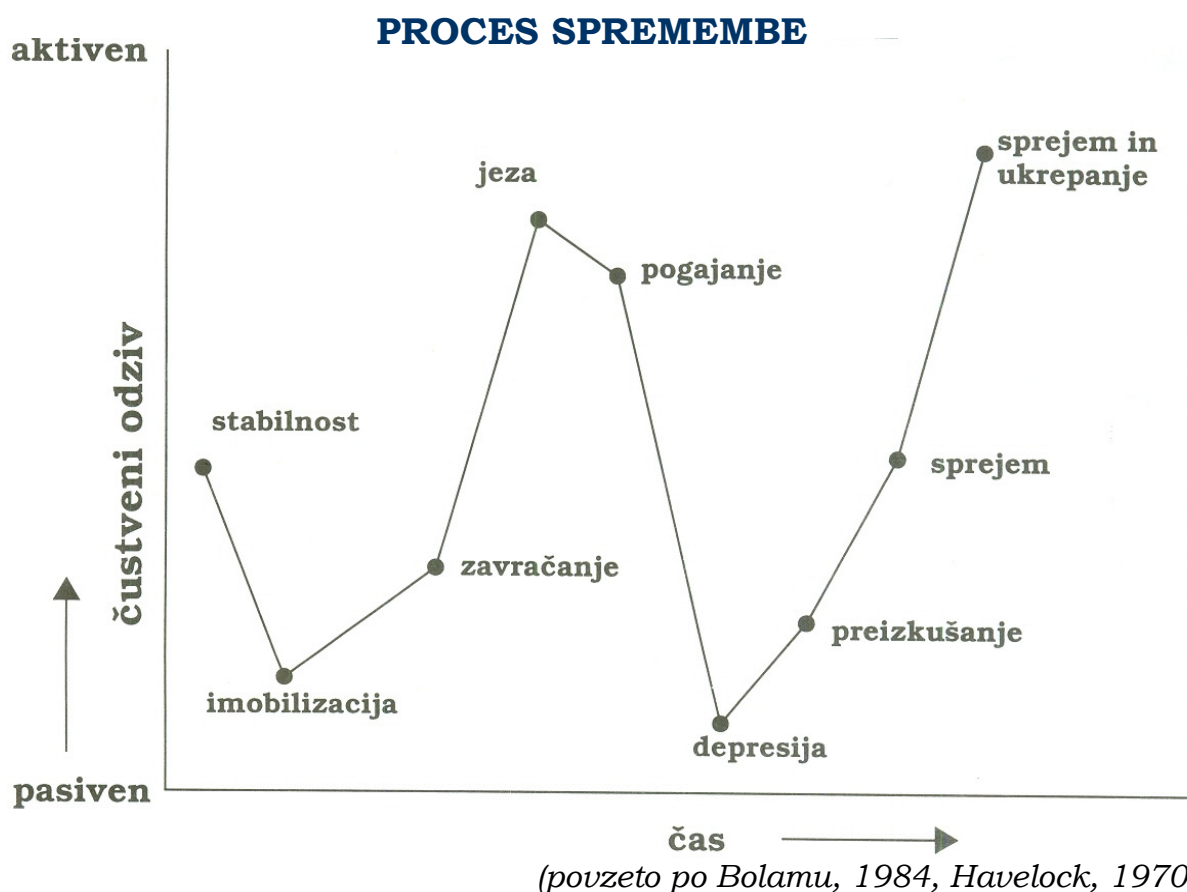 PROCES SPREMEMBE
aktiven
sprejem in
ukrepanje
jeza
pogajanje
čustveni odziv
stabilnost
sprejem
zavračanje
preizkušanje
imobilizacija
depresija
pasiven
čas
(povzeto po Bolamu, 1984, Havelock, 1970